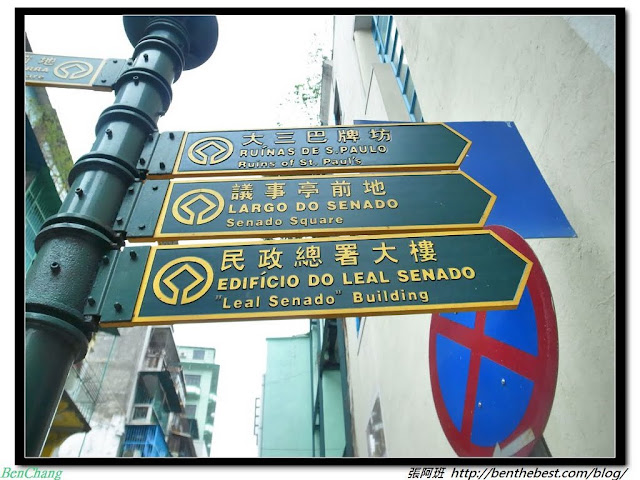 大三巴牌坊
RUÍNAS DE S.PAULO
Ruins of St. Paul's
議事亭前地
LARGO DO SENADO
Senado Square
民政總署大樓
EDIFÍCIO DO LEAL SENADO
"Leal Senado" Building
BenChang
張阿班 http://benthebest.com/blog/